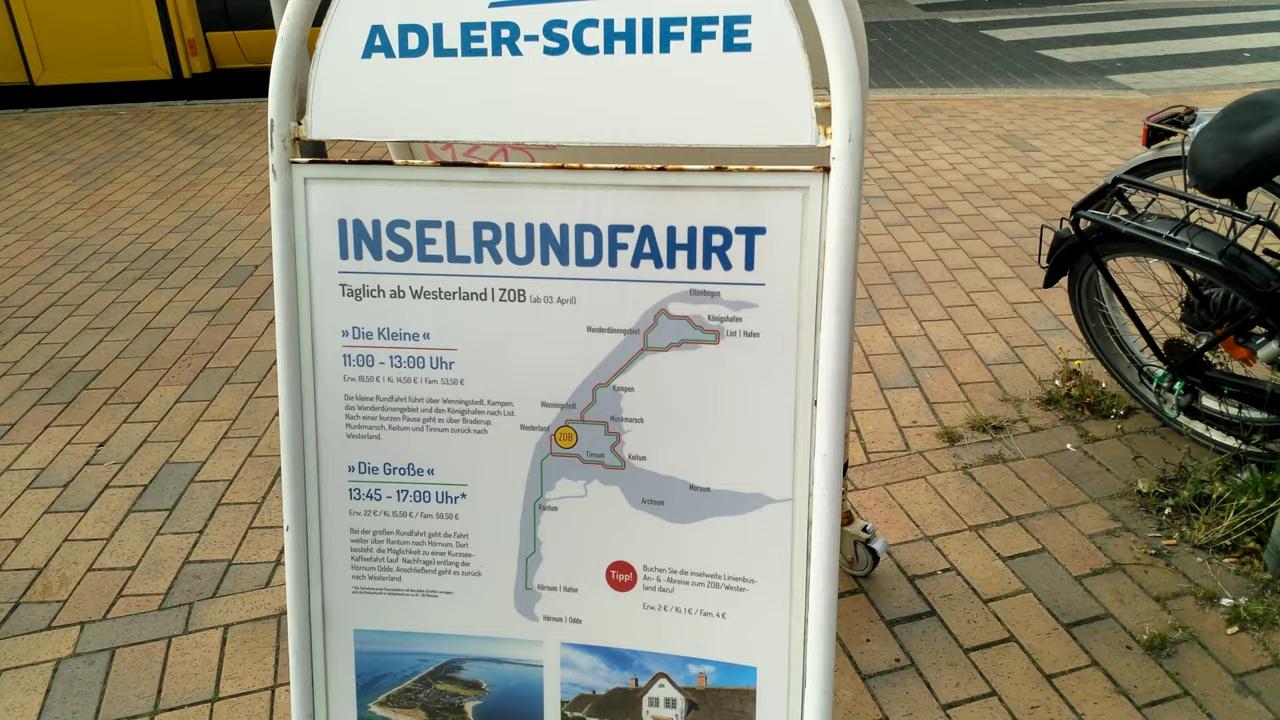 ADLER-SCHIFFE
INSELRUNDFAHRT
Täglich ab Westerland | ZOB (ab 03. April)
» Die Kleine «
11:00 - 13:00 Uhr
Erw. 19,50 € | Ki. 14,50 € | Fam. 53,50 €
Die kleine Rundfahrt führt über Wenningstedt, Kampen,
das Wanderdünengebiet und den Königshafen nach List.
Nach einer kurzen Pause geht es über Braderup,
Munkmarsch, Keitum und Tinnum zurück nach
Westerland.
» Die Große «
13:45 - 17:00 Uhr*
Erw. 22 € / Ki. 15,50 € / Fam. 59,50 €
Bei der großen Rundfahrt geht die Fahrt
weiter über Rantum nach Hörnum. Dort
besteht die Möglichkeit zu einer Kurzsee-
Kaffeefahrt (auf Nachfrage) entlang der
Hörnum Odde. Anschließend geht es zurück
nach Westerland.
Ellenbogen
Königshafen
Wanderdünengebiet
List | Hafen
Kampen
Wenningstedt
Munkmarsch
Westerland
ZOB
Tinnum
Keitum
Morsum
Archsum
Rantum
Hörnum | Hafen
Hörnum | Odde
Tipp!
Buchen Sie die inselweite Linienbus-
An- & -Abreise zum ZOB/Wester-
land dazu!
Erw. 2 € / Ki. 1 € / Fam. 4 €